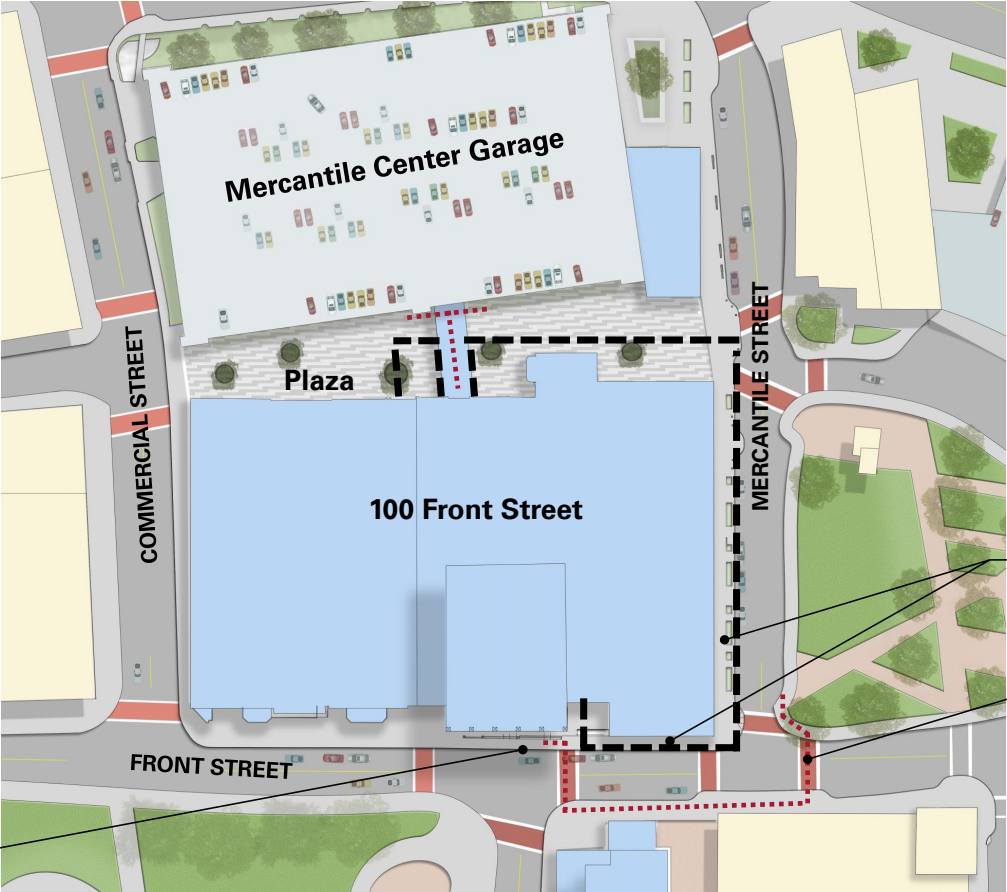 Mercantile Center Garage
Plaza
COMMERCIAL STREET
MERCANTILE STREET
100 Front Street
FRONT STREET